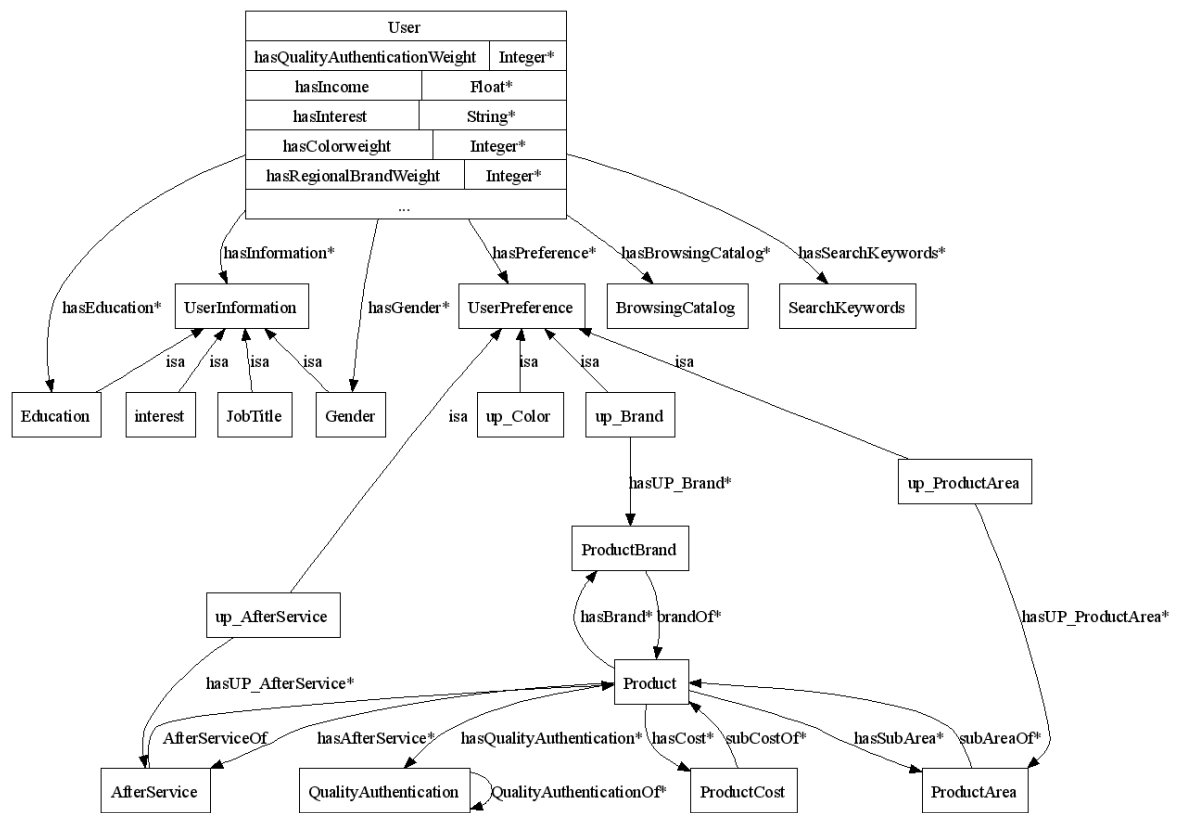 User
hasQualityAuthenticationWeight Integer*
hasIncome Float*
hasInterest String*
hasColorweight Integer*
hasRegionalBrandWeight Integer*
...
hasInformation* hasPreference* hasBrowsingCatalog* hasSearchKeywords*
hasEducation* UserInformation hasGender* UserPreference BrowsingCatalog SearchKeywords
isa isa isa isa isa isa isa
Education interest JobTitle Gender isa up_Color up_Brand
hasUP_Brand* up_ProductArea
ProductBrand
up_AfterService hasBrand* brandOf* hasUP_ProductArea*
hasUP_AfterService* Product
AfterServiceOf hasAfterService* hasQualityAuthentication* hasCost* subCostOf* hasSubArea* subAreaOf*
AfterService QualityAuthentication QualityAuthenticationOf* ProductCost ProductArea